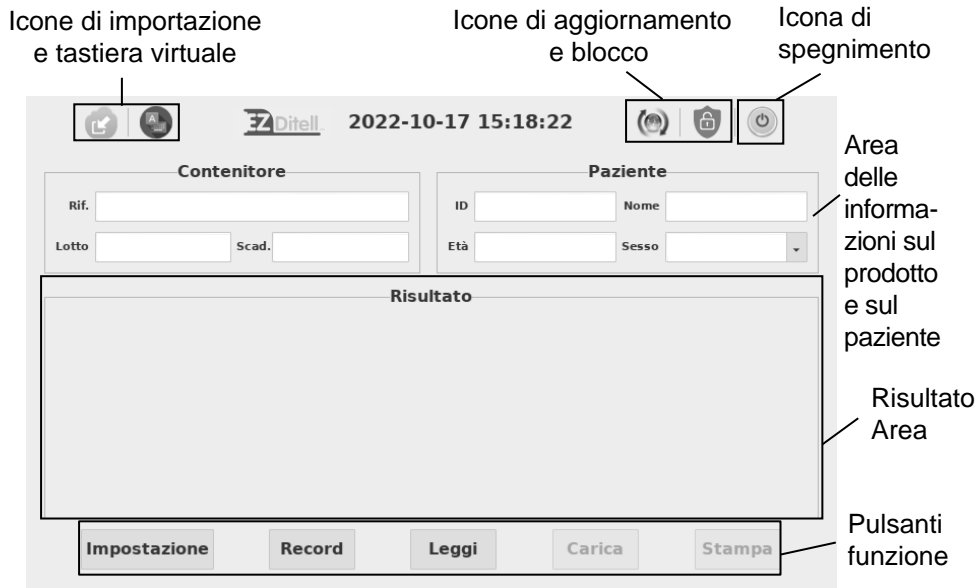 Icone di importazione
e tastiera virtuale
Icone di aggiornamento
e blocco
Icona di
spegnimento
EZ Ditell
2022-10-17 15:18:22
A
Contenitore
Paziente
Rif.
ID
Nome
Lotto
Scad.
Età
Sesso
Area
delle
informa-
zioni sul
prodotto
e sul
paziente
Risultato
Risultato
Area
Impostazione
Record
Leggi
Carica
Stampa
Pulsanti
funzione